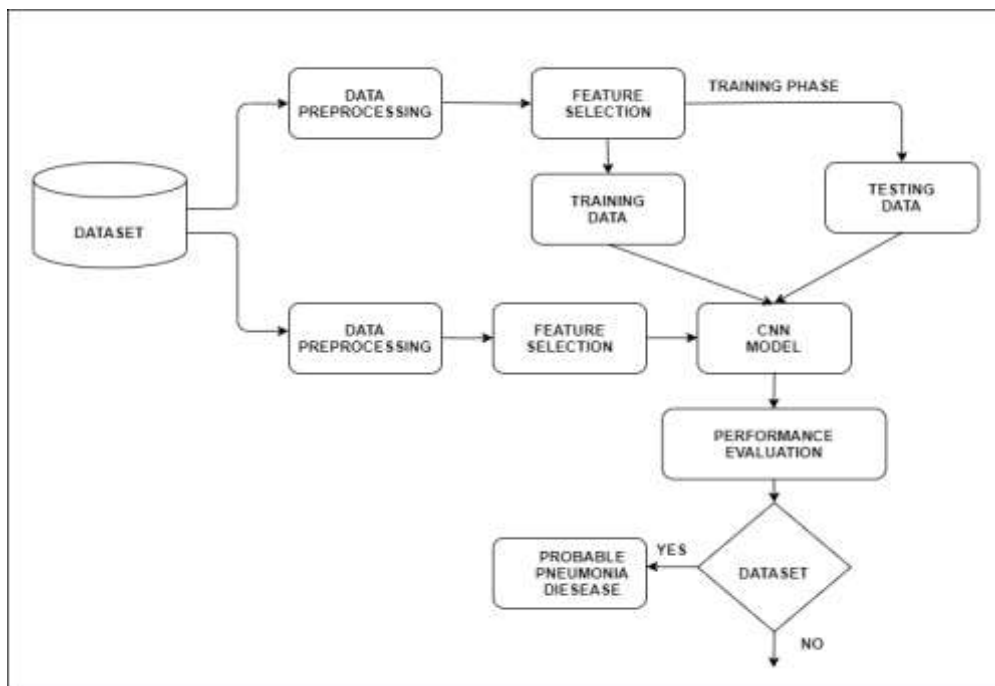 DATA
PREPROCESSING
FEATURE
SELECTION
TRAINING PHASE
DATASET
TRAINING
DATA
TESTING
DATA
DATA
PREPROCESSING
FEATURE
SELECTION
CNN
MODEL
PERFORMANCE
EVALUATION
PROBABLE
PNEUMONIA
DIESEASE
YES
DATASET
NO